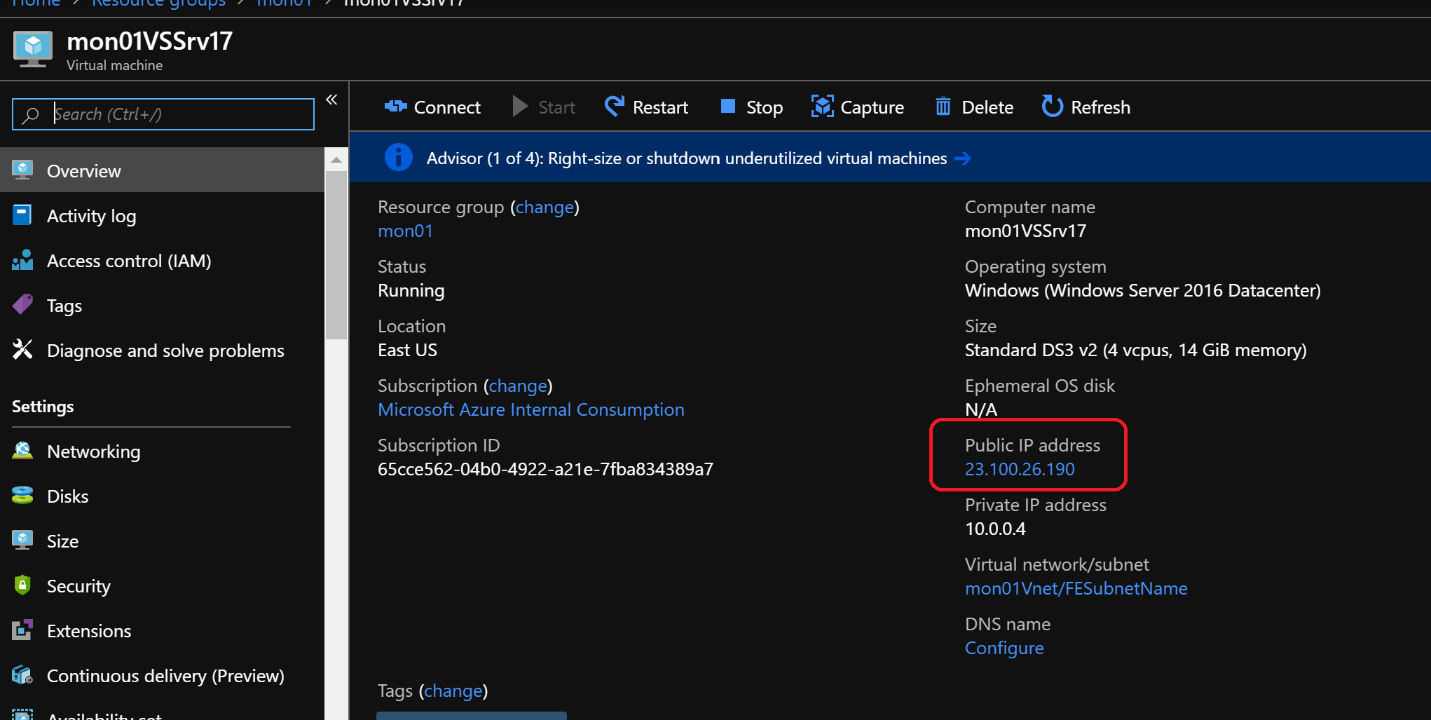 Home > Resource groups > mon01 > mon01VSSrv17
mon01VSSrv17
Virtual machine
Search (Ctrl+/)
«
Overview
Activity log
Access control (IAM)
Tags
Diagnose and solve problems
Settings
Networking
Disks
Size
Security
Extensions
Continuous delivery (Preview)
Availability set
Connect
Start
Restart
Stop
Capture
Delete
Refresh
Advisor (1 of 4): Right-size or shutdown underutilized virtual machines →
Resource group (change)
mon01
Status
Running
Location
East US
Subscription (change)
Microsoft Azure Internal Consumption
Subscription ID
65cce562-04b0-4922-a21e-7fba834389a7
Computer name
mon01VSSrv17
Operating system
Windows (Windows Server 2016 Datacenter)
Size
Standard DS3 v2 (4 vcpus, 14 GiB memory)
Ephemeral OS disk
N/A
Public IP address
23.100.26.190
Private IP address
10.0.0.4
Virtual network/subnet
mon01Vnet/FESubnetName
DNS name
Configure
Tags (change)